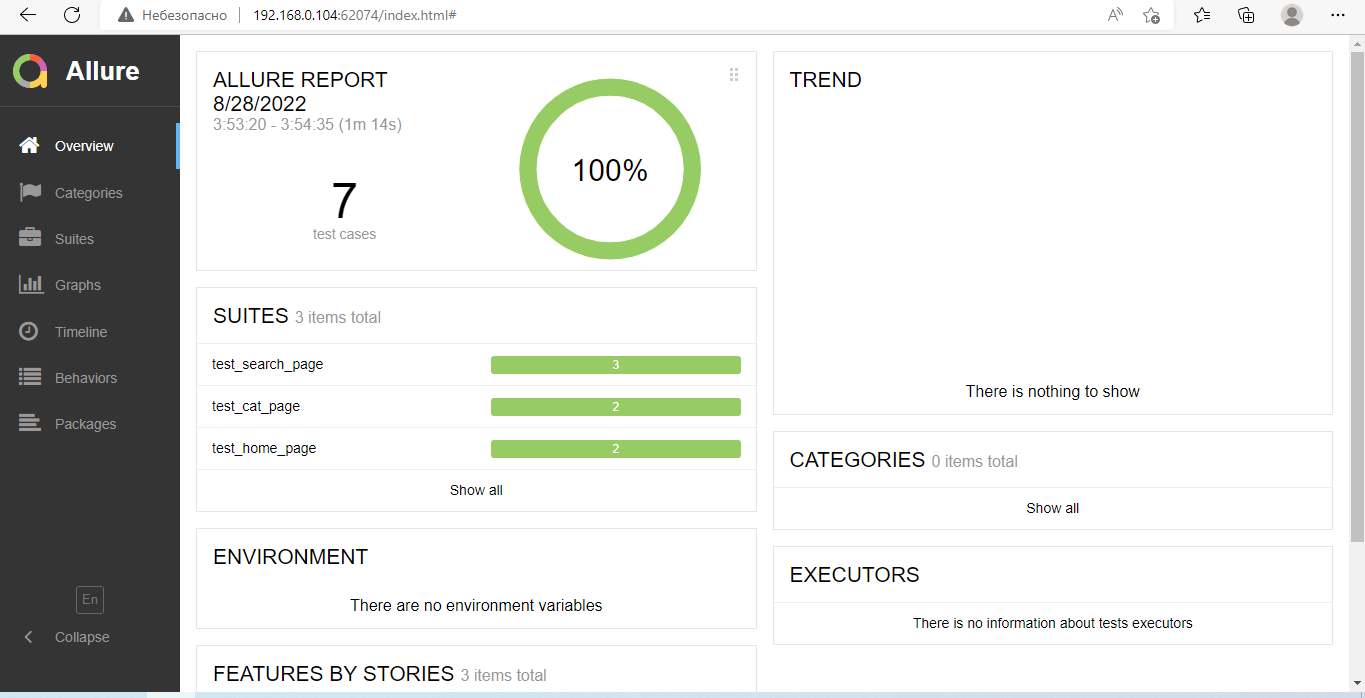 Небезопасно 192.168.0.104:62074/index.html#
Allure
Overview
Categories
Suites
Graphs
Timeline
Behaviors
Packages
En
Collapse
ALLURE REPORT
8/28/2022
3:53:20 - 3:54:35 (1m 14s)
7
test cases
100%
SUITES 3 items total
test_search_page 3
test_cat_page 2
test_home_page 2
Show all
ENVIRONMENT
There are no environment variables
FEATURES BY STORIES 3 items total
TREND
There is nothing to show
CATEGORIES 0 items total
Show all
EXECUTORS
There is no information about tests executors